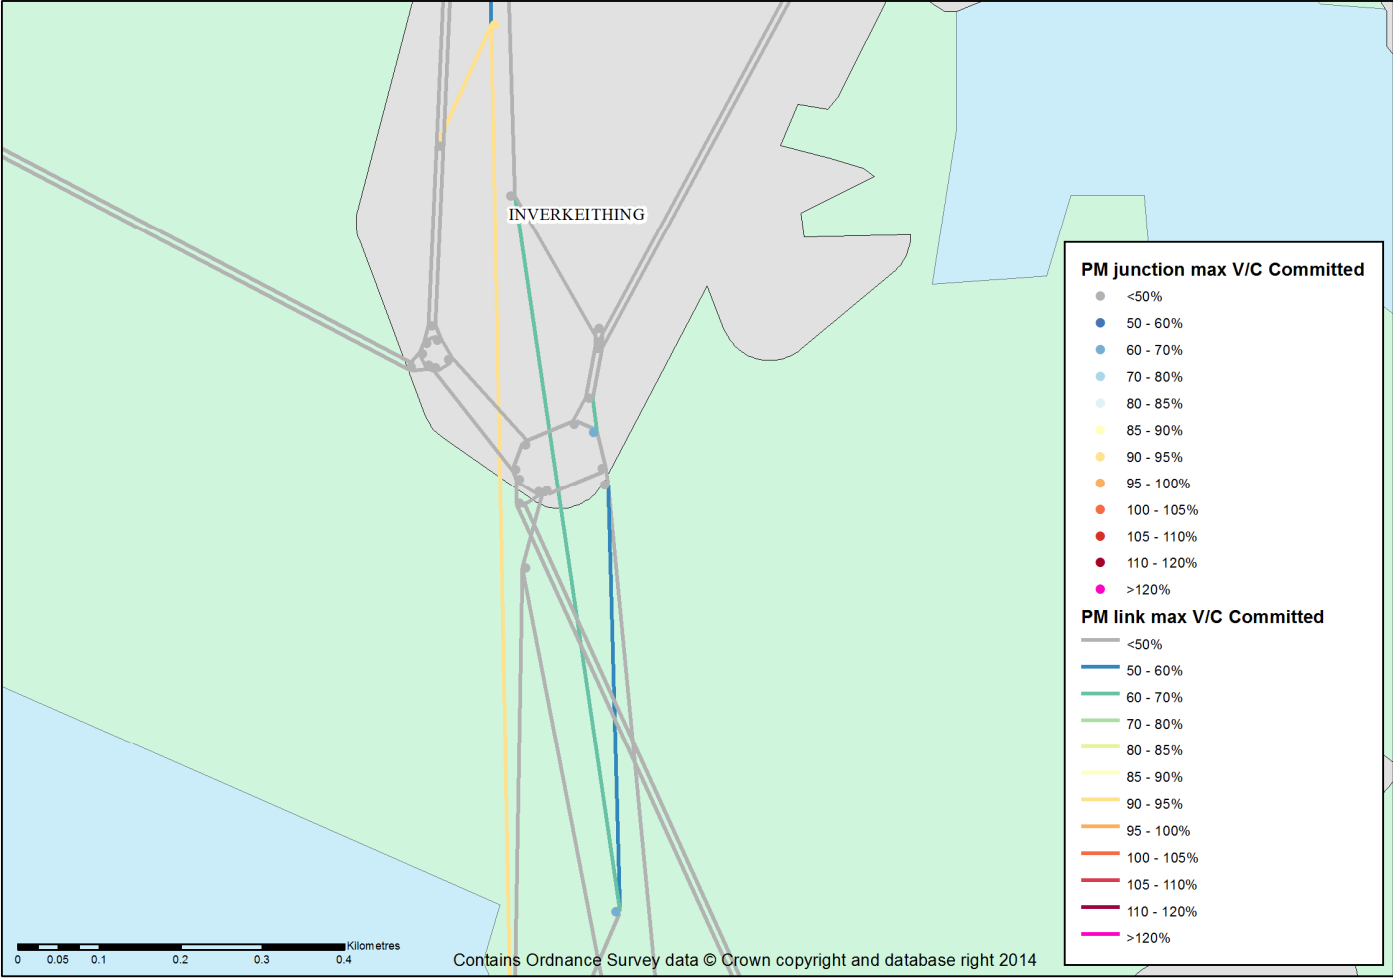 INVERKEITHING
PM junction max V/C Committed
<50%
50 - 60%
60 - 70%
70 - 80%
80 - 85%
85 - 90%
90 - 95%
95 - 100%
100 - 105%
105 - 110%
110 - 120%
>120%
PM link max V/C Committed
<50%
50 - 60%
60 - 70%
70 - 80%
80 - 85%
85 - 90%
90 - 95%
95 - 100%
100 - 105%
105 - 110%
110 - 120%
>120%
Kilometres
0 0.05 0.1 0.2 0.3 0.4
Contains Ordnance Survey data © Crown copyright and database right 2014